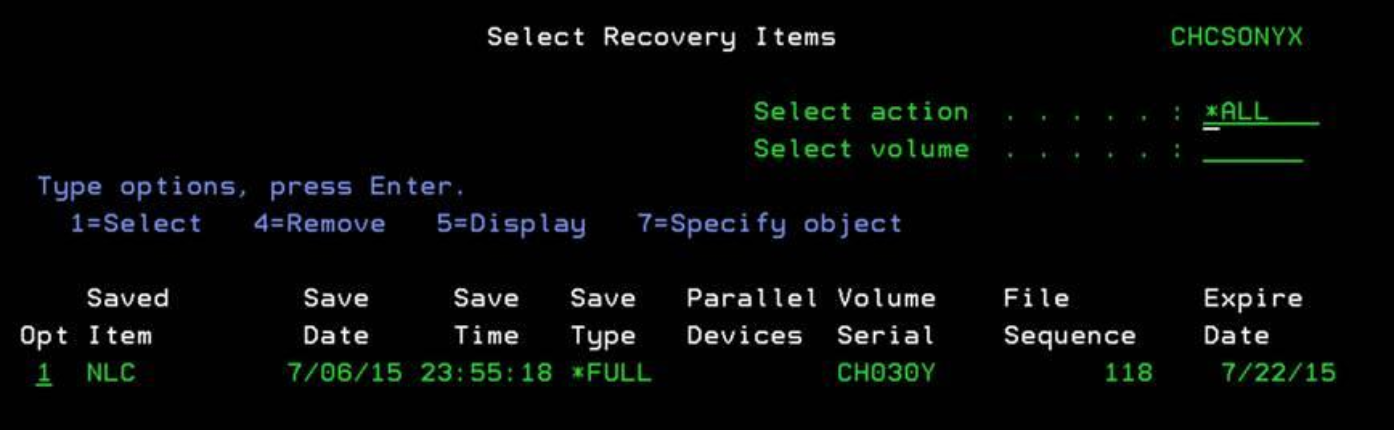 Select Recovery Items CHCSONYX
Select action . . . . . : *ALL
Select volume . . . . . :
Type options, press Enter.
1=Select 4=Remove 5=Display 7=Specify object
Saved Save Save Save Parallel Volume File Expire
Opt Item Date Time Type Devices Serial Sequence Date
1 NLC 7/06/15 23:55:18 *FULL CH030Y 118 7/22/15